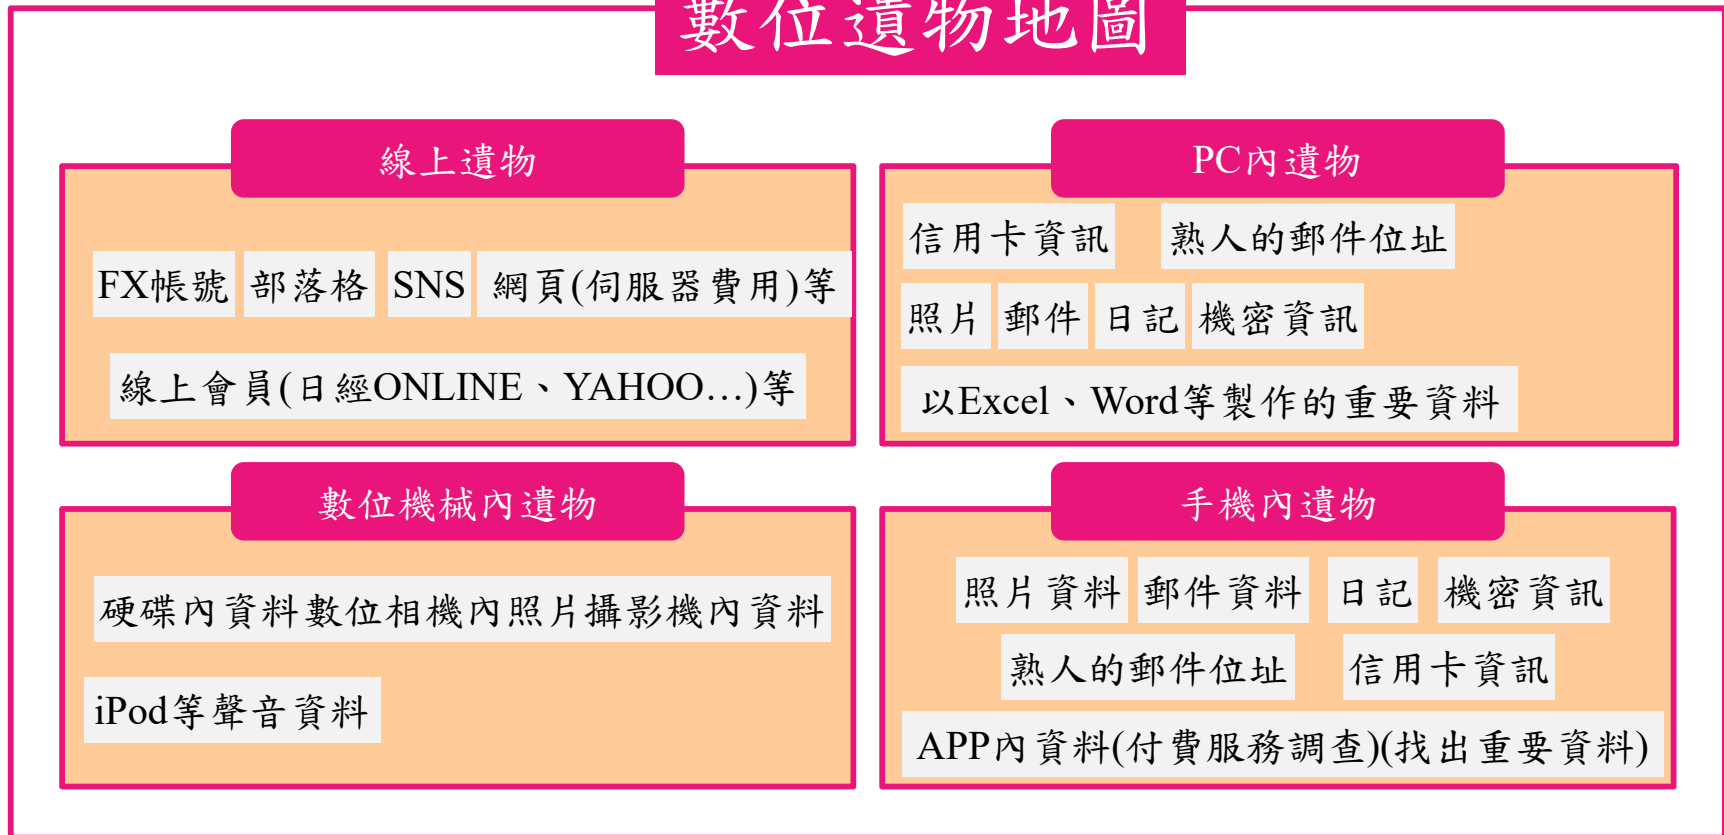 數位遺物地圖
線上遺物
FX帳號 部落格 SNS 網頁(伺服器費用)等
線上會員(日經ONLINE、YAHOO…)等
PC內遺物
信用卡資訊 熟人的郵件位址
照片 郵件 日記 機密資訊
以Excel、Word等製作的重要資料
數位機械內遺物
硬碟內資料數位相機內照片攝影機內資料
iPod等聲音資料
手機內遺物
照片資料 郵件資料 日記 機密資訊
熟人的郵件位址 信用卡資訊
APP內資料(付費服務調查)(找出重要資料)